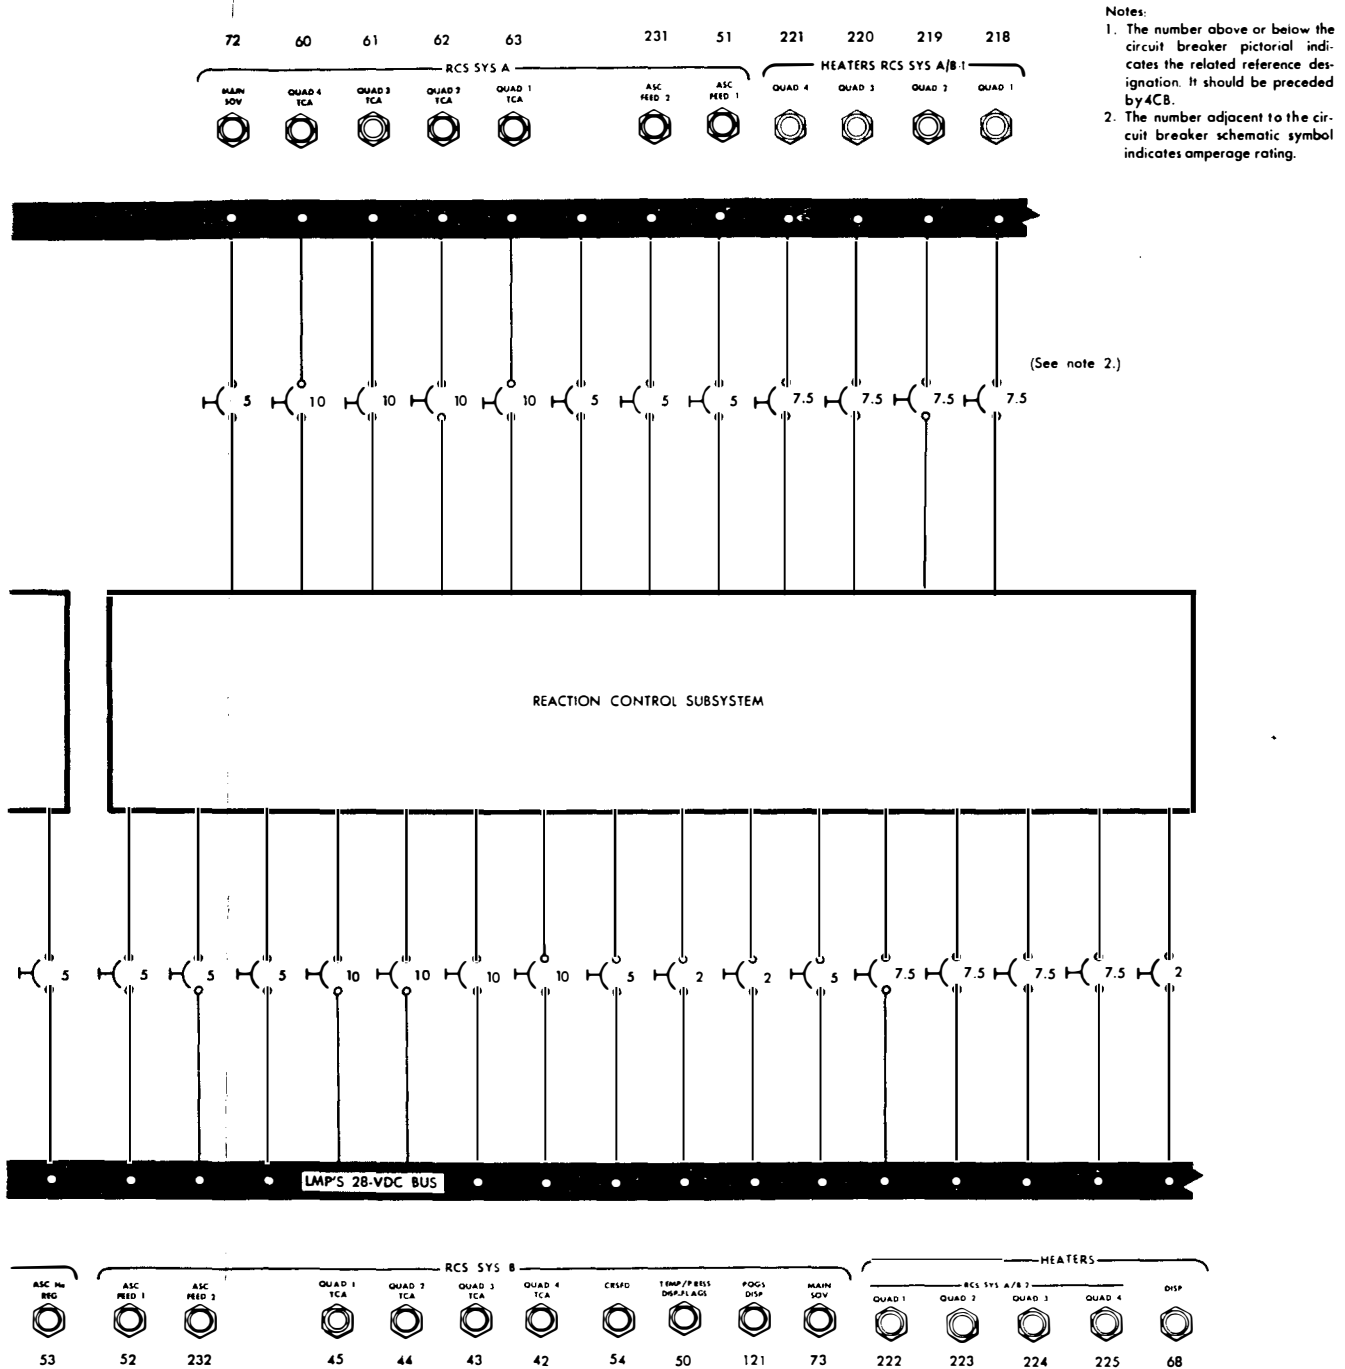 Notes:
1. The number above or below the
circuit breaker pictorial indi-
cates the related reference des-
ignation. It should be preceded
by 4CB.
2. The number adjacent to the cir-
cuit breaker schematic symbol
indicates amperage rating.
72 60 61 62 63 231 51 221 220 219 218
RCS SYS A HEATERS RCS SYS A/B-1
MAIN SOV
QUAD 4 TCA
QUAD 3 TCA
QUAD 2 TCA
QUAD 1 TCA
ASC FEED 2
ASC FEED 1
QUAD 4
QUAD 3
QUAD 2
QUAD 1
(See note 2.)
5 10 10 10 10 5 5 5 7.5 7.5 7.5 7.5
REACTION CONTROL SUBSYSTEM
5 5 5 5 10 10 10 10 5 2 2 5 7.5 7.5 7.5 7.5 2
LMP'S 28-VDC BUS
RCS SYS B HEATERS
RCS SYS A/B-2
ASC He REG
ASC FEED 1
ASC FEED 2
QUAD 1 TCA
QUAD 2 TCA
QUAD 3 TCA
QUAD 4 TCA
CRSFD
TEMP/PRESS DISP-FLAGS
PQGS DISP
MAIN SOV
QUAD 1
QUAD 2
QUAD 3
QUAD 4
DISP
53 52 232 45 44 43 42 54 50 121 73 222 223 224 225 68